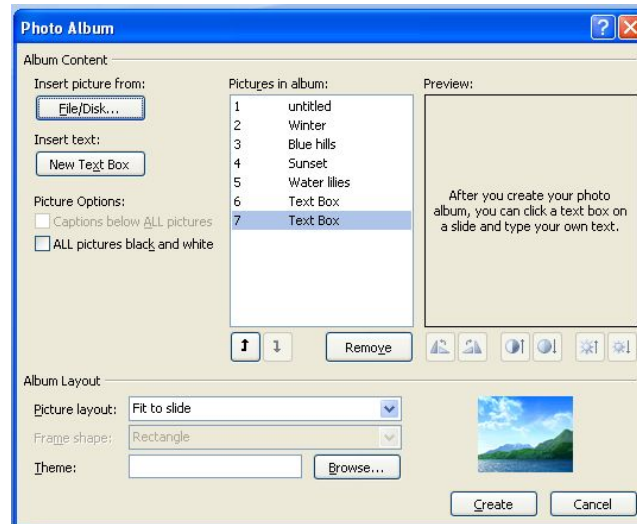 Photo Album
Album Content
Insert picture from:
File/Disk...
Insert text:
New Text Box
Picture Options:
Captions below ALL pictures
ALL pictures black and white
Pictures in album:
1 untitled
2 Winter
3 Blue hills
4 Sunset
5 Water lilies
6 Text Box
7 Text Box
Remove
Preview:
After you create your photo
album, you can click a text box on
a slide and type your own text.
Album Layout
Picture layout: Fit to slide
Frame shape: Rectangle
Theme: Browse...
Create Cancel